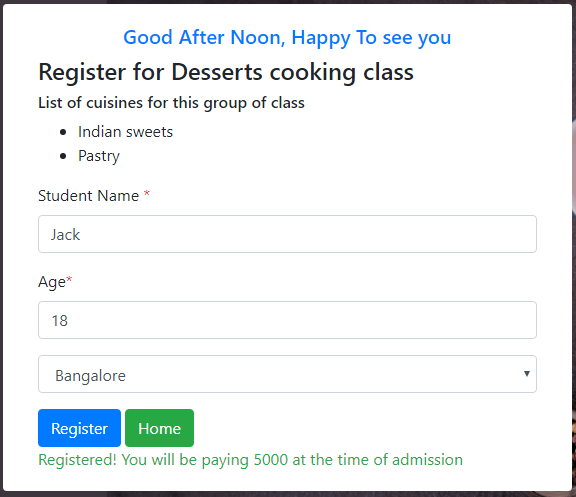 Good After Noon, Happy To see you
Register for Desserts cooking class
List of cuisines for this group of class
Indian sweets
Pastry
Student Name *
Jack
Age*
18
Bangalore
Register Home
Registered! You will be paying 5000 at the time of admission